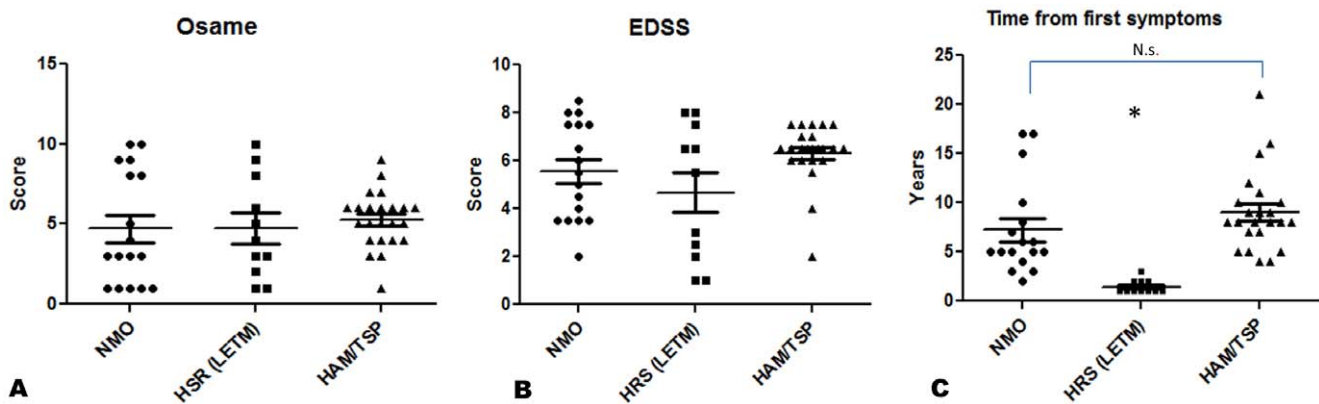 Osame
15
10
5
0
Score
NMO
HSR (LETM)
HAM/TSP
A
EDSS
10
8
6
4
2
0
Score
NMO
HRS (LETM)
HAM/TSP
B
Time from first symptoms
N.s.
25
20
15
10
5
0
*
Years
NMO
HRS (LETM)
HAM/TSP
C